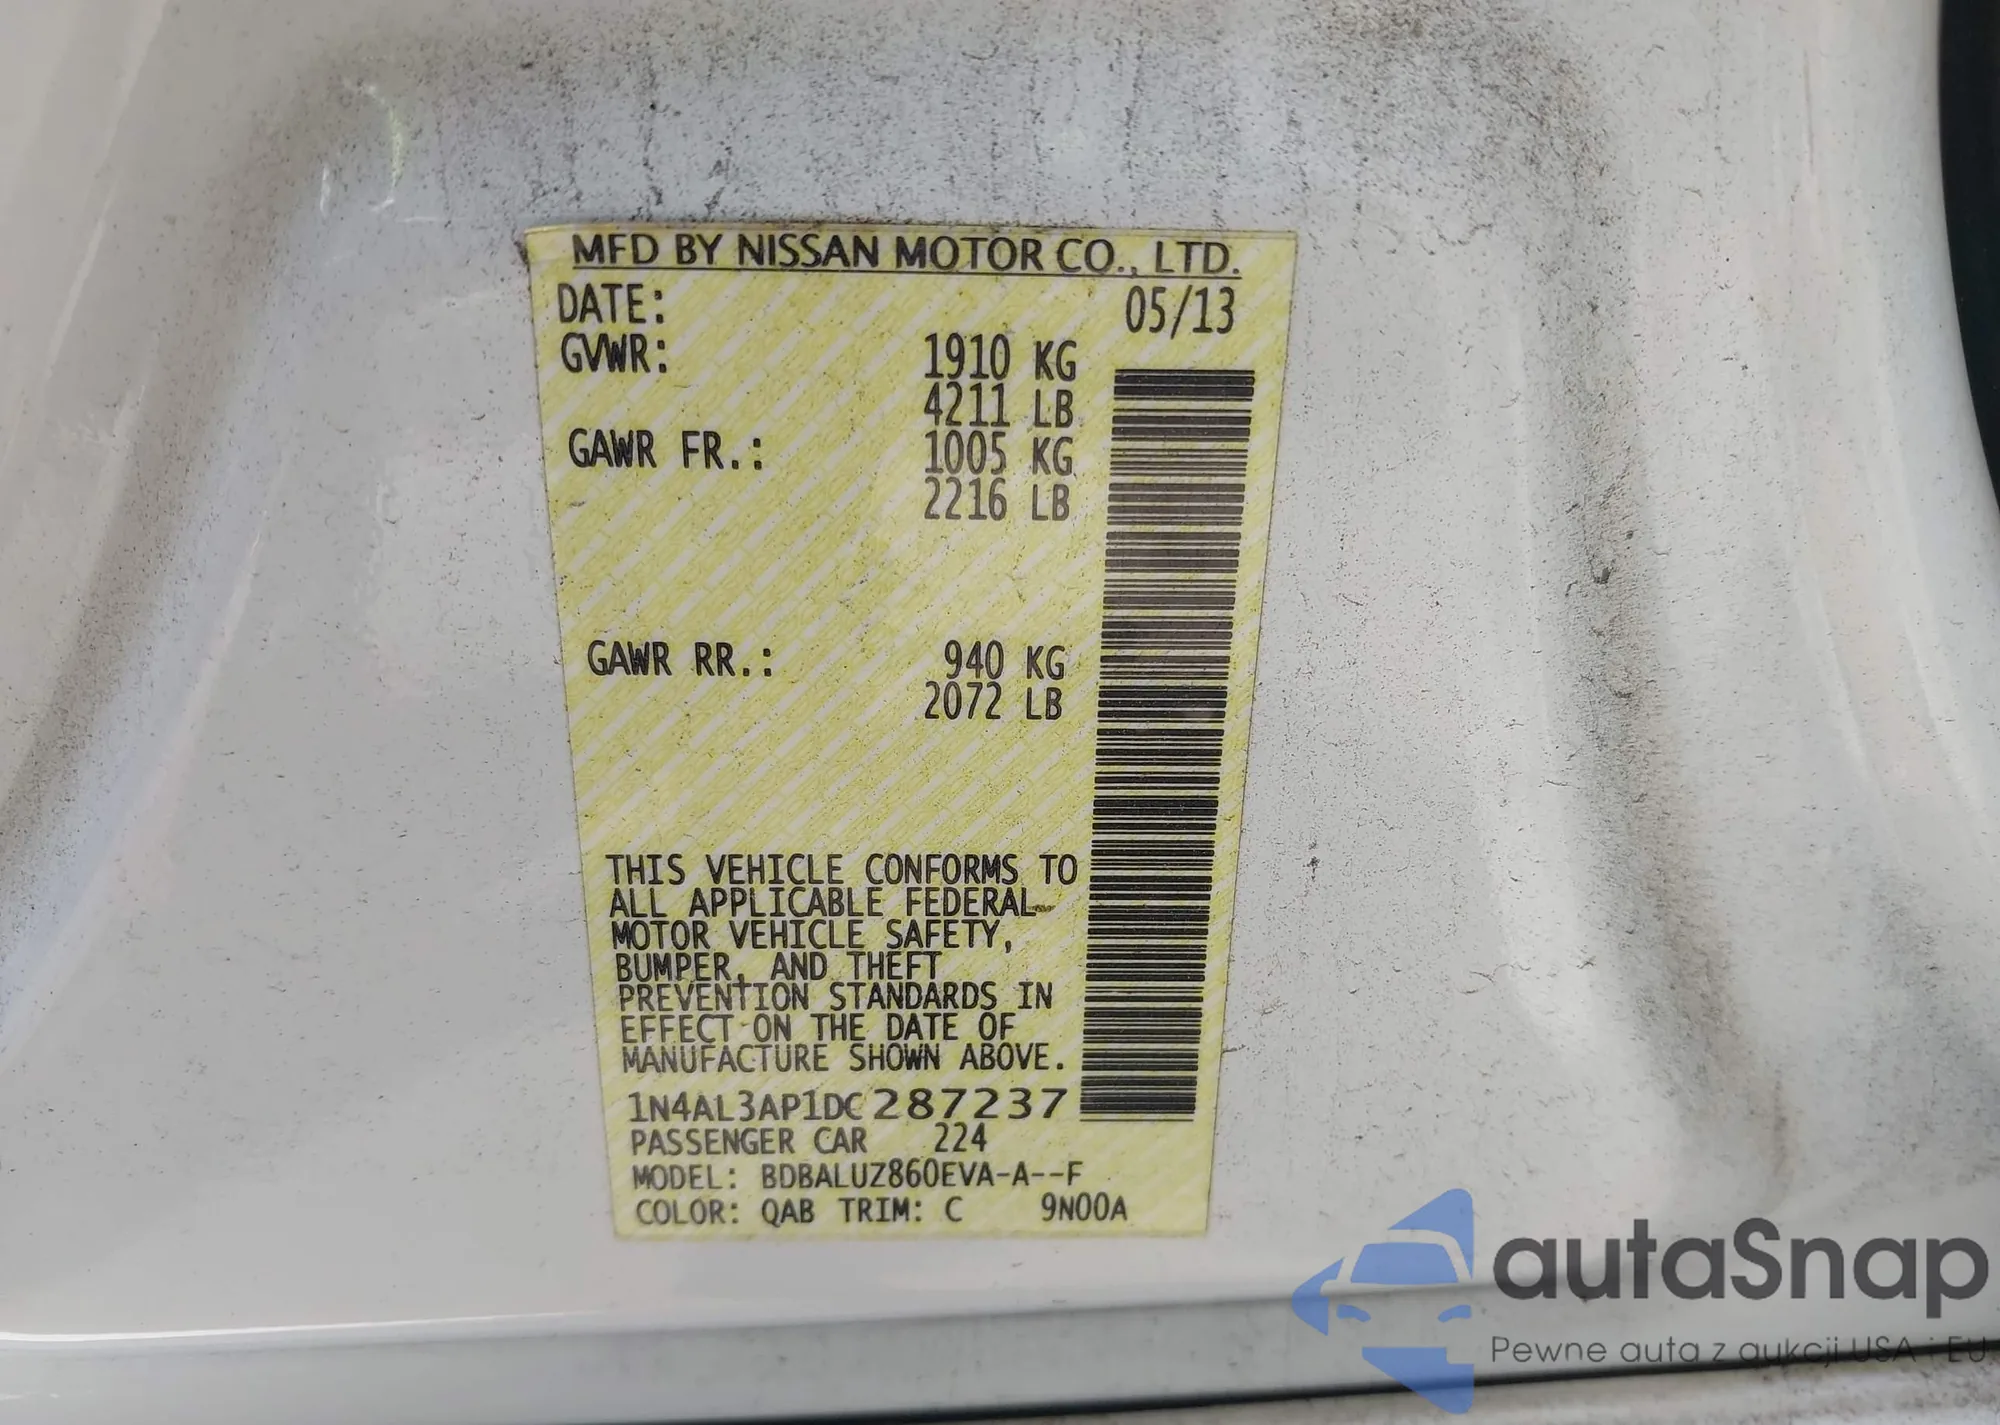 MFD BY NISSAN MOTOR CO., LTD.
DATE: 05/13
GVWR: 1910 KG
4211 LB
GAWR FR.: 1005 KG
2216 LB
GAWR RR.: 940 KG
2072 LB
THIS VEHICLE CONFORMS TO
ALL APPLICABLE FEDERAL
MOTOR VEHICLE SAFETY,
BUMPER, AND THEFT
PREVENTION STANDARDS IN
EFFECT ON THE DATE OF
MANUFACTURE SHOWN ABOVE.
1N4AL3AP1DC287237
PASSENGER CAR 224
MODEL: BDBALUZ860EVA-A--F
COLOR: QAB TRIM: C 9N00A
autaSnap
Pewne auta z aukcji USA i EU